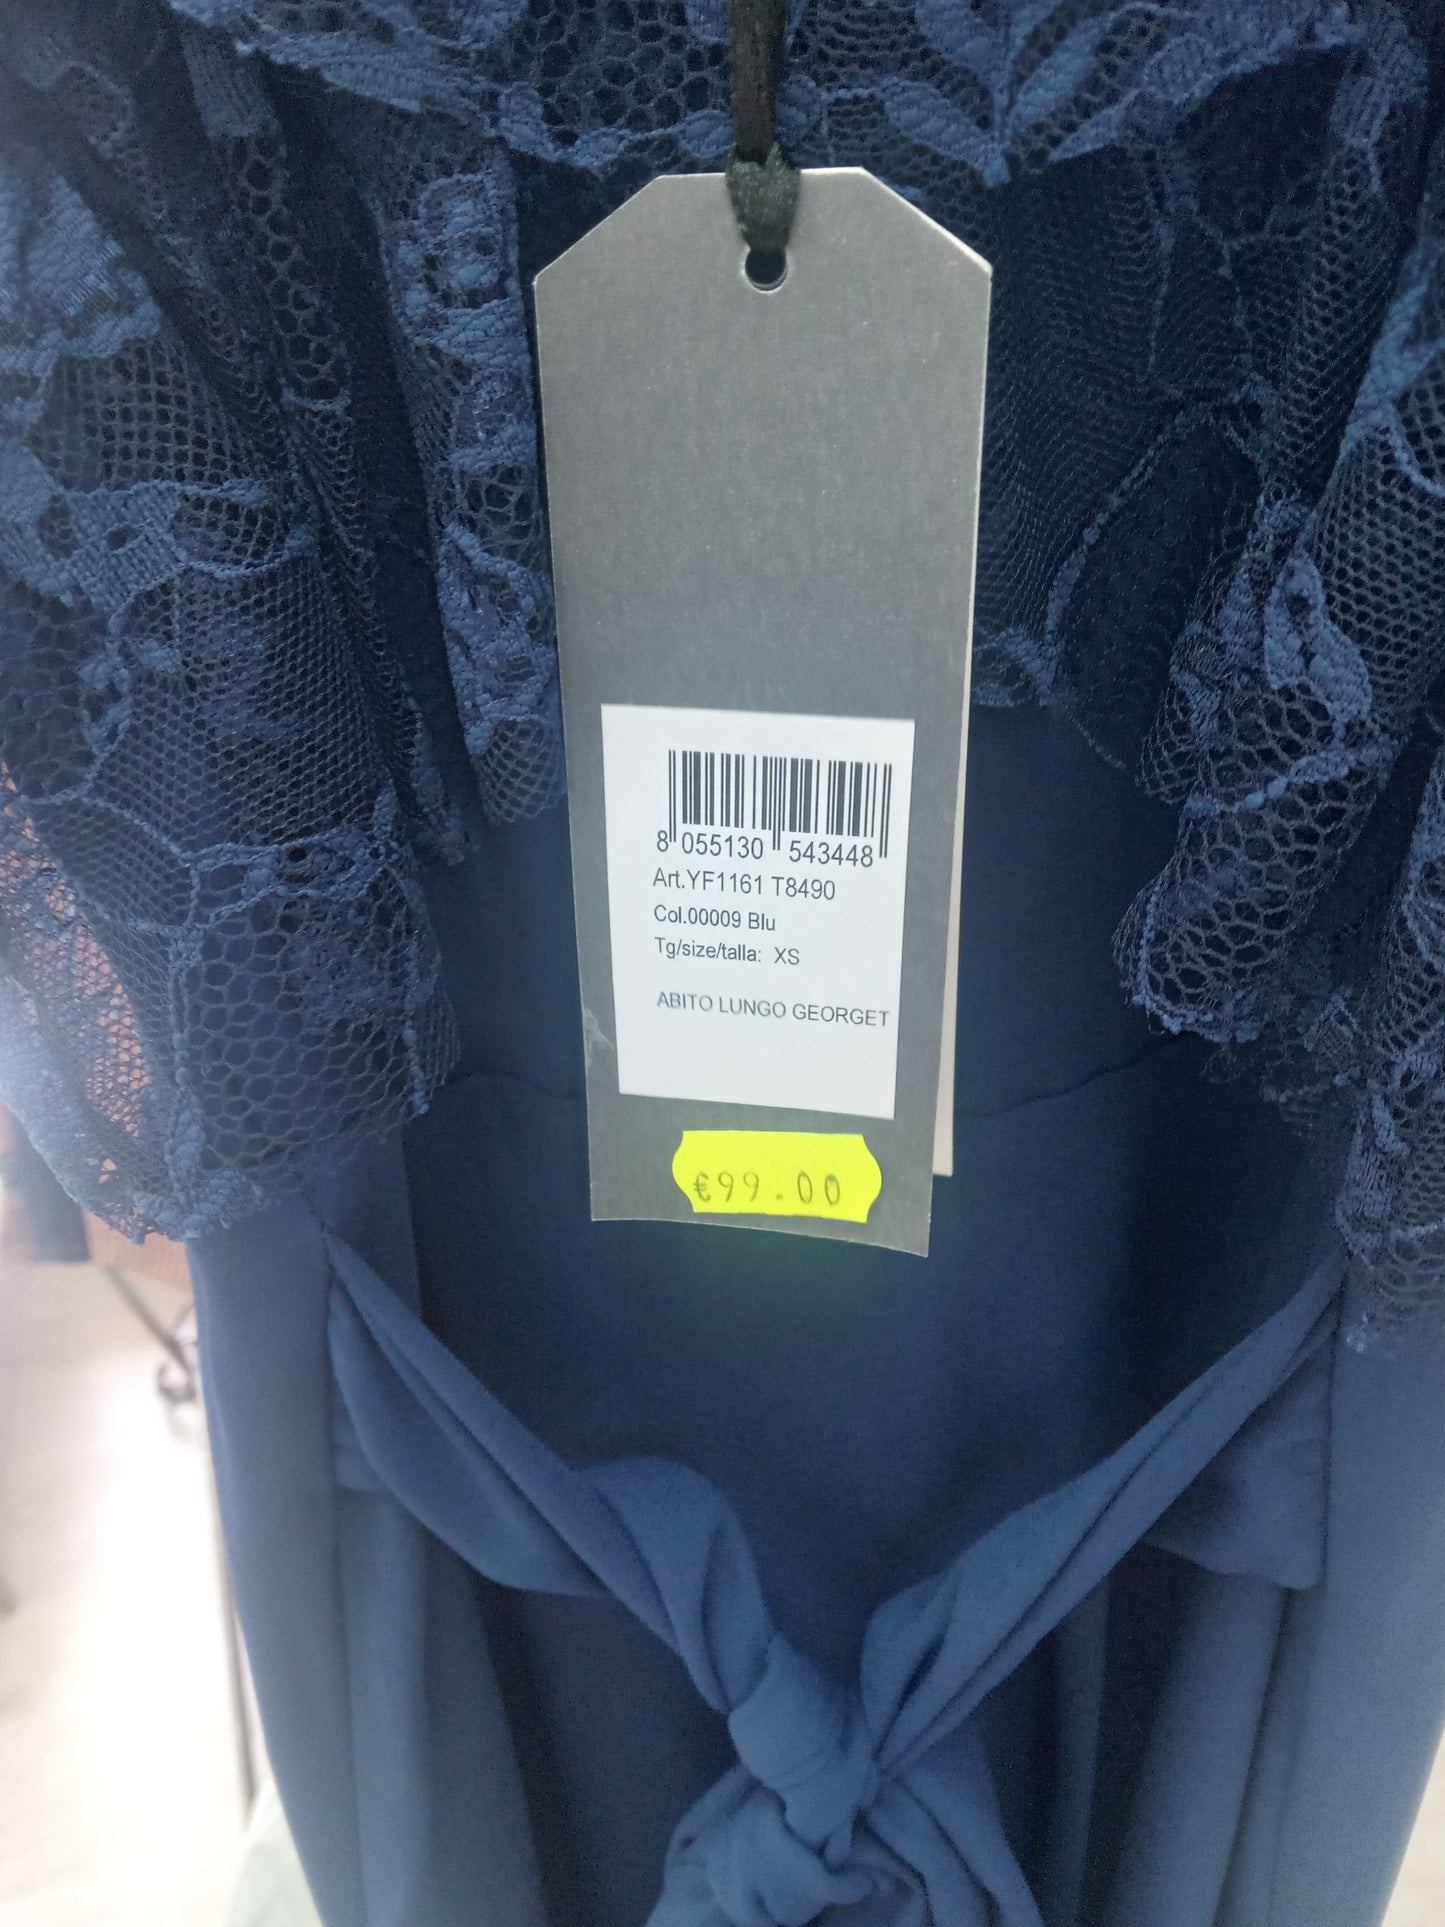 8 055130 543448
Art.YF1161 T8490
Col.00009 Blu
Tg/size/talla: XS
ABITO LUNGO GEORGET
€99.00